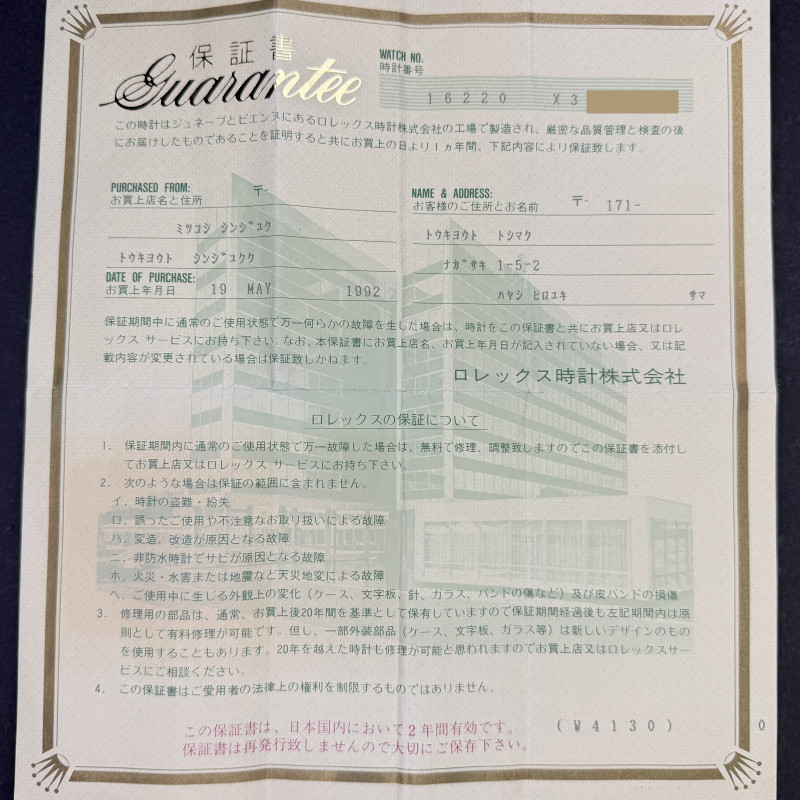 保証書
Guarantee
WATCH NO.
時計番号
16220 X3
この時計はジュネーブとビエンヌにあるロレックス時計株式会社の工場で製造され、厳密な品質管理と検査の後
にお届けしたものであることを証明すると共にお買上の日より1ヵ年間、下記内容により保証致します。
PURCHASED FROM: 〒
お買上店名と住所
ミツコシ シンジュク
トウキヨウト シンジユクク
DATE OF PURCHASE:
お買上年月日 19 MAY 1992
NAME & ADDRESS:
お客様のご住所とお名前 〒 171-
トウキヨウト トシマク
ナガサキ 1-5-2
ハヤシ ヒロユキ サマ
保証期間中に通常のご使用状態で万一何らかの故障を生した場合は、時計をこの保証書と共にお買上店又はロレ
ックス サービスにお持ち下さい。なお、本保証書にお買上店名、お買上年月日が記入されていない場合、又は記
載内容が変更されている場合は保証致しかねます。
ロレックス時計株式会社
ロレックスの保証について
1. 保証期間内に通常のご使用状態で万一故障した場合は、無料で修理、調整致しますのでこの保証書を添付し
てお買上店又はロレックス サービスにお持ち下さい。
2. 次のような場合は保証の範囲に含まれません。
イ. 時計の盗難・紛失
ロ. 誤ったご使用や不注意なお取り扱いによる故障
ハ. 変造、改造が原因となる故障
ニ. 非防水時計でサビが原因となる故障
ホ. 火災・水害または地震など天災地変による故障
ヘ. ご使用中に生じる外観上の変化（ケース、文字板、針、ガラス、バンドの傷など）及び皮バンドの損傷
3. 修理用の部品は、通常、お買上後20年間を基準として保有していますので保証期間経過後も左記期間内は原
則として有料修理が可能です。但し、一部外装部品（ケース、文字板、ガラス等）は新しいデザインのもの
を使用することもあります。20年を越えた時計も修理が可能と思われますのでお買上店又はロレックスサー
ビスにご相談ください。
4. この保証書はご愛用者の法律上の権利を制限するものではありません。
この保証書は、日本国内において2年間有効です。
保証書は再発行致しませんので大切にご保存下さい。
(W4130) 0